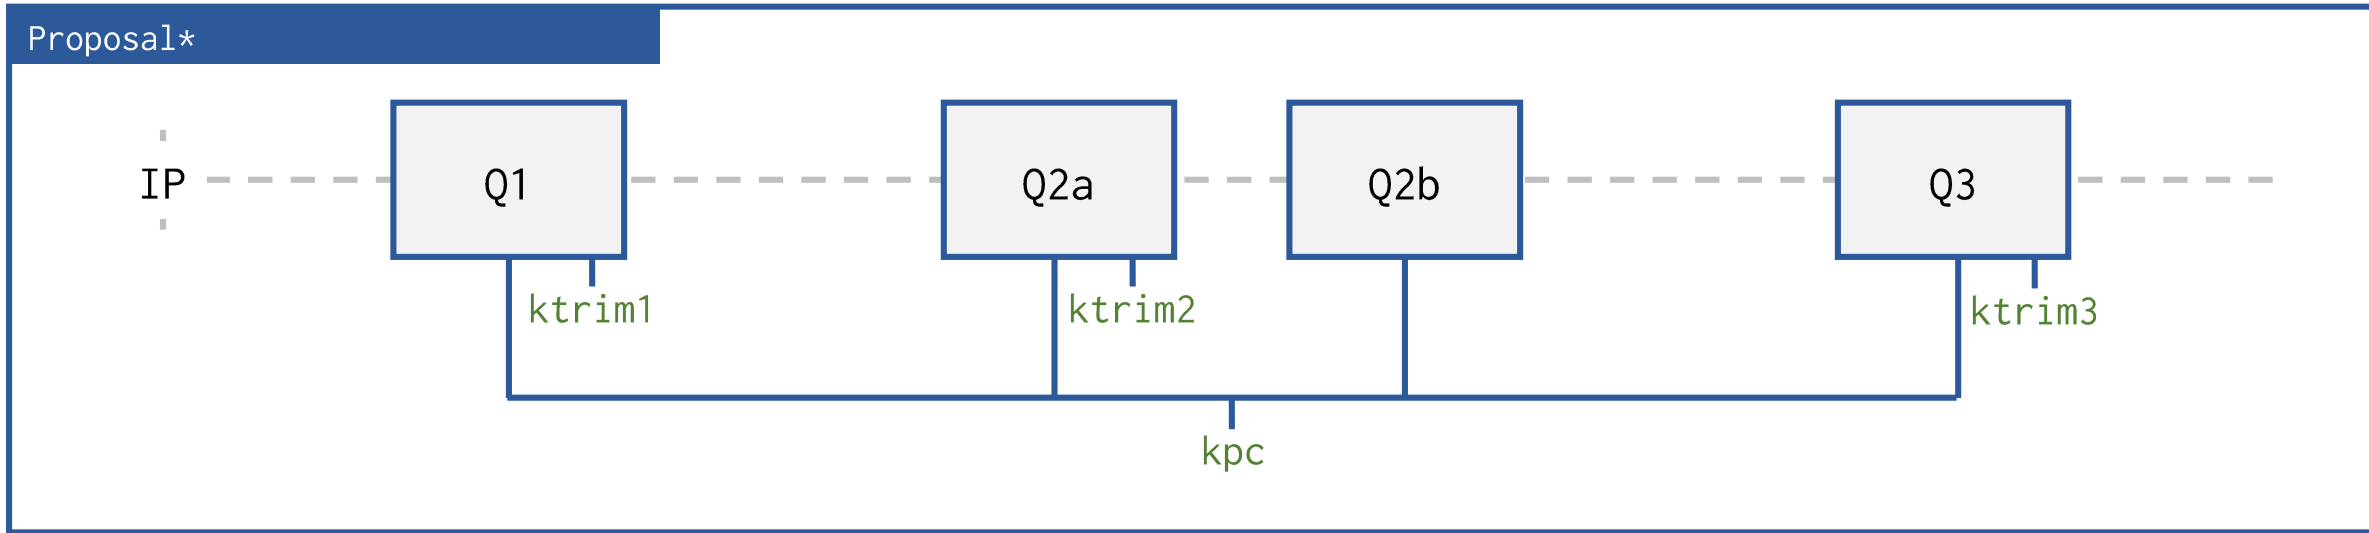 Proposal*
IP Q1 Q2a Q2b Q3
ktrim1 ktrim2 ktrim3
kpc